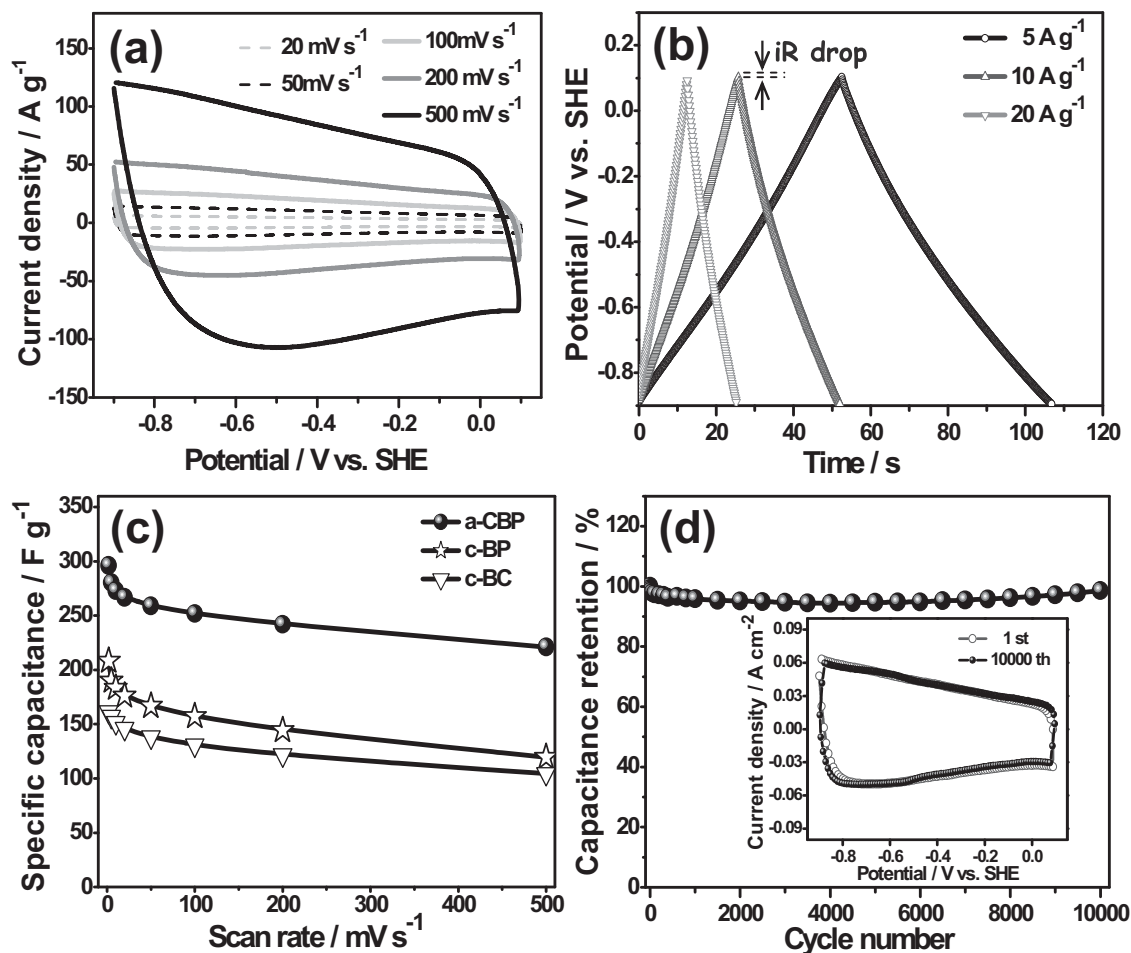 (a)
20 mV s⁻¹
50mV s⁻¹
100mV s⁻¹
200 mV s⁻¹
500 mV s⁻¹
150
100
50
0
-50
-100
-150
Current density / A g⁻¹
-0.8 -0.6 -0.4 -0.2 0.0
Potential / V vs. SHE
(b)
iR drop
5 A g⁻¹
10 A g⁻¹
20 A g⁻¹
0.2
0.0
-0.2
-0.4
-0.6
-0.8
Potential / V vs. SHE
0 20 40 60 80 100 120
Time / s
(c)
a-CBP
c-BP
c-BC
350
300
250
200
150
100
50
0
Specific capacitance / F g⁻¹
0 100 200 300 400 500
Scan rate / mV s⁻¹
(d)
120
100
80
60
40
20
0
Capacitance retention / %
1 st
10000 th
0.09
0.06
0.03
0.00
-0.03
-0.06
-0.09
Current density / A cm⁻²
-0.8 -0.4 0.0
Potential / V vs. SHE
0 2000 4000 6000 8000 10000
Cycle number